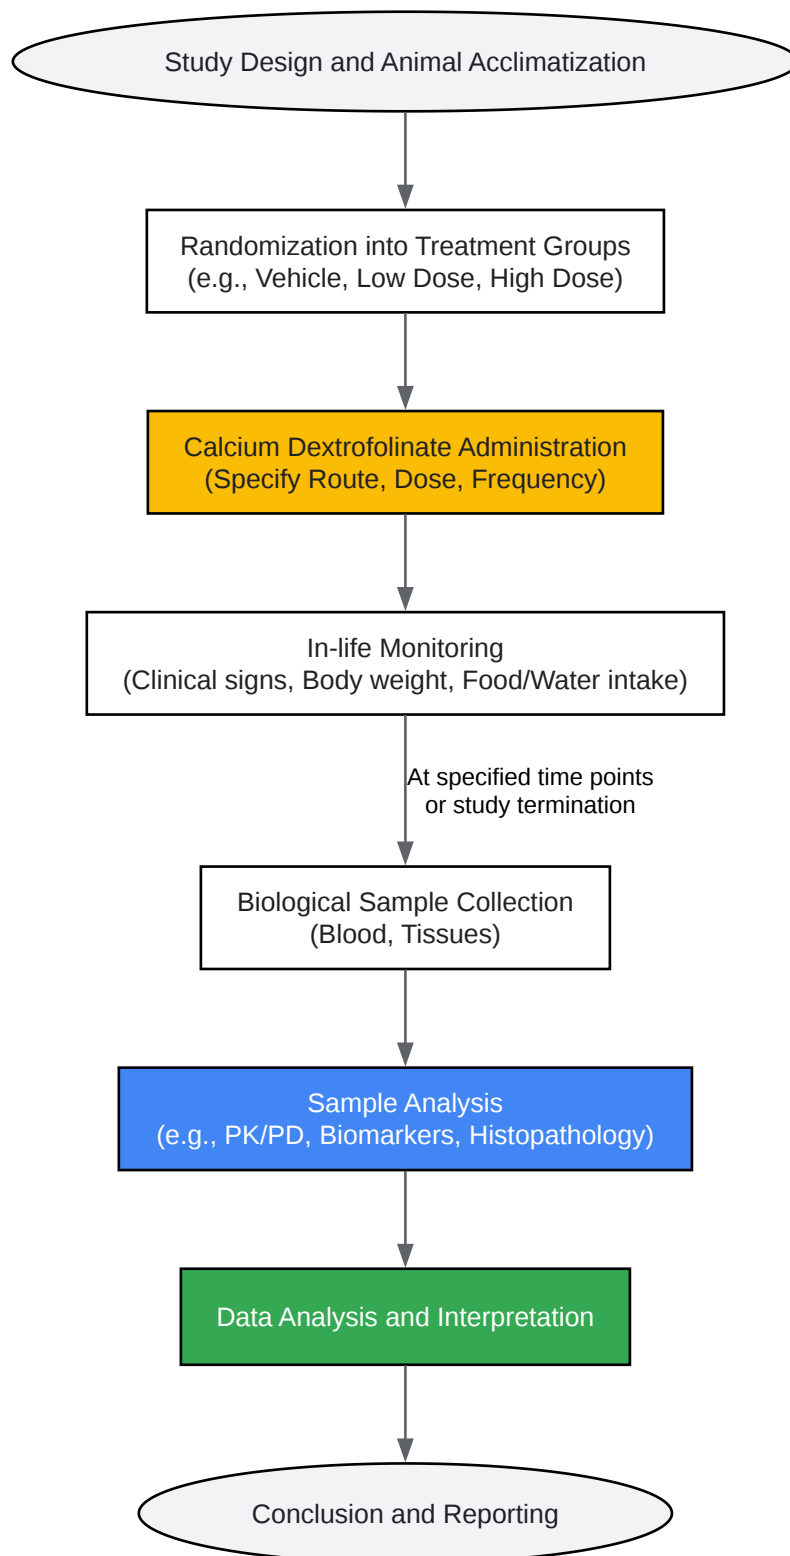 Study Design and Animal Acclimatization
Randomization into Treatment Groups
(e.g., Vehicle, Low Dose, High Dose)
Calcium Dextrofolinate Administration
(Specify Route, Dose, Frequency)
In-life Monitoring
(Clinical signs, Body weight, Food/Water intake)
At specified time points
or study termination
Biological Sample Collection
(Blood, Tissues)
Sample Analysis
(e.g., PK/PD, Biomarkers, Histopathology)
Data Analysis and Interpretation
Conclusion and Reporting